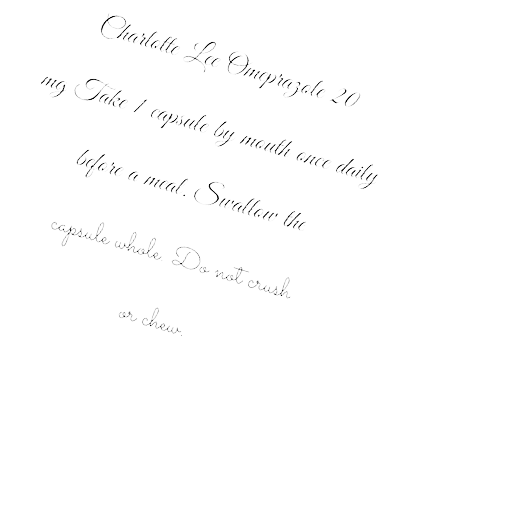 Charlotte Lee Omeprazole 20
mg Take 1 capsule by mouth once daily
before a meal. Swallow the
capsule whole. Do not crush
or chew.